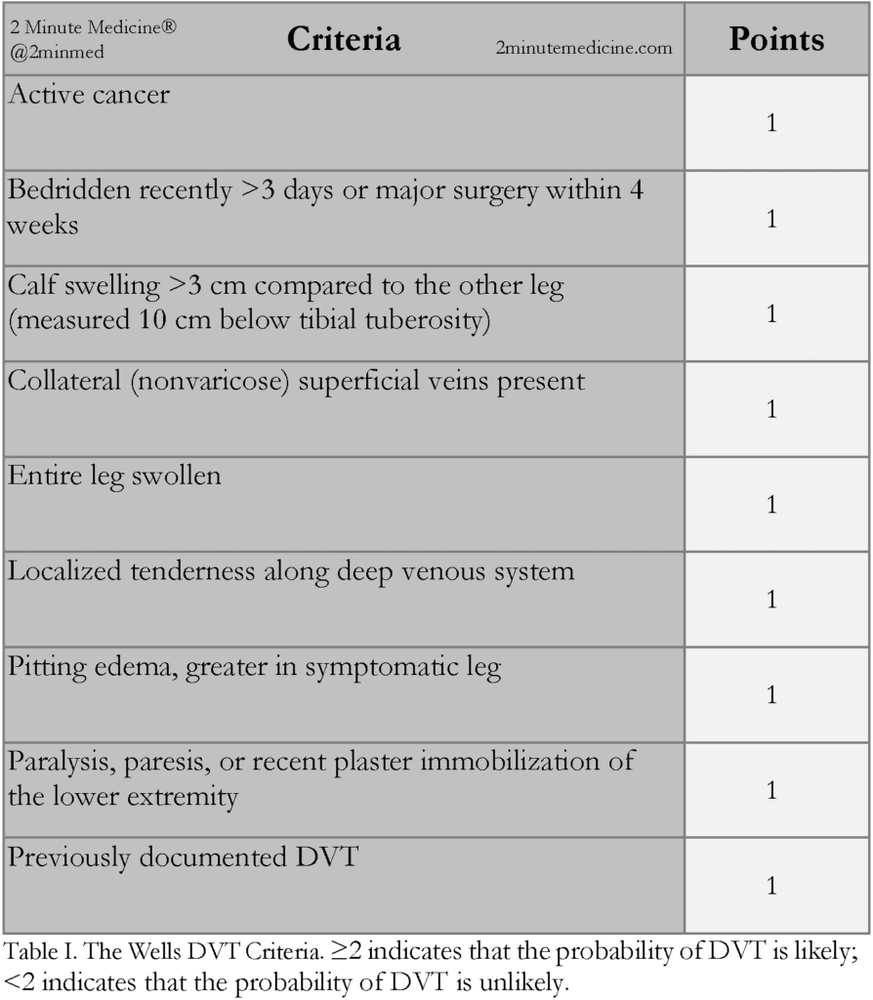 2 Minute Medicine®
@2minmed
Criteria
2minutemedicine.com
Points
Active cancer
1
Bedridden recently >3 days or major surgery within 4
weeks
1
Calf swelling >3 cm compared to the other leg
(measured 10 cm below tibial tuberosity)
1
Collateral (nonvaricose) superficial veins present
1
Entire leg swollen
1
Localized tenderness along deep venous system
1
Pitting edema, greater in symptomatic leg
1
Paralysis, paresis, or recent plaster immobilization of
the lower extremity
1
Previously documented DVT
1
Table I. The Wells DVT Criteria. ≥2 indicates that the probability of DVT is likely;
<2 indicates that the probability of DVT is unlikely.